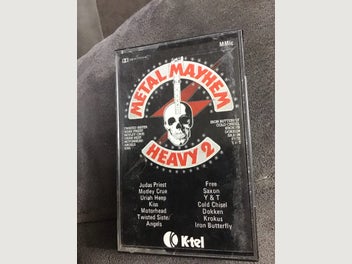 METAL MAYHEM
HEAVY 2
Judas Priest
Motley Crue
Uriah Heep
Kiss
Motorhead
Twisted Sister
Angels
Free
Saxon
Y & T
Cold Chisel
Dokken
Krokus
Iron Butterfly
K-tel